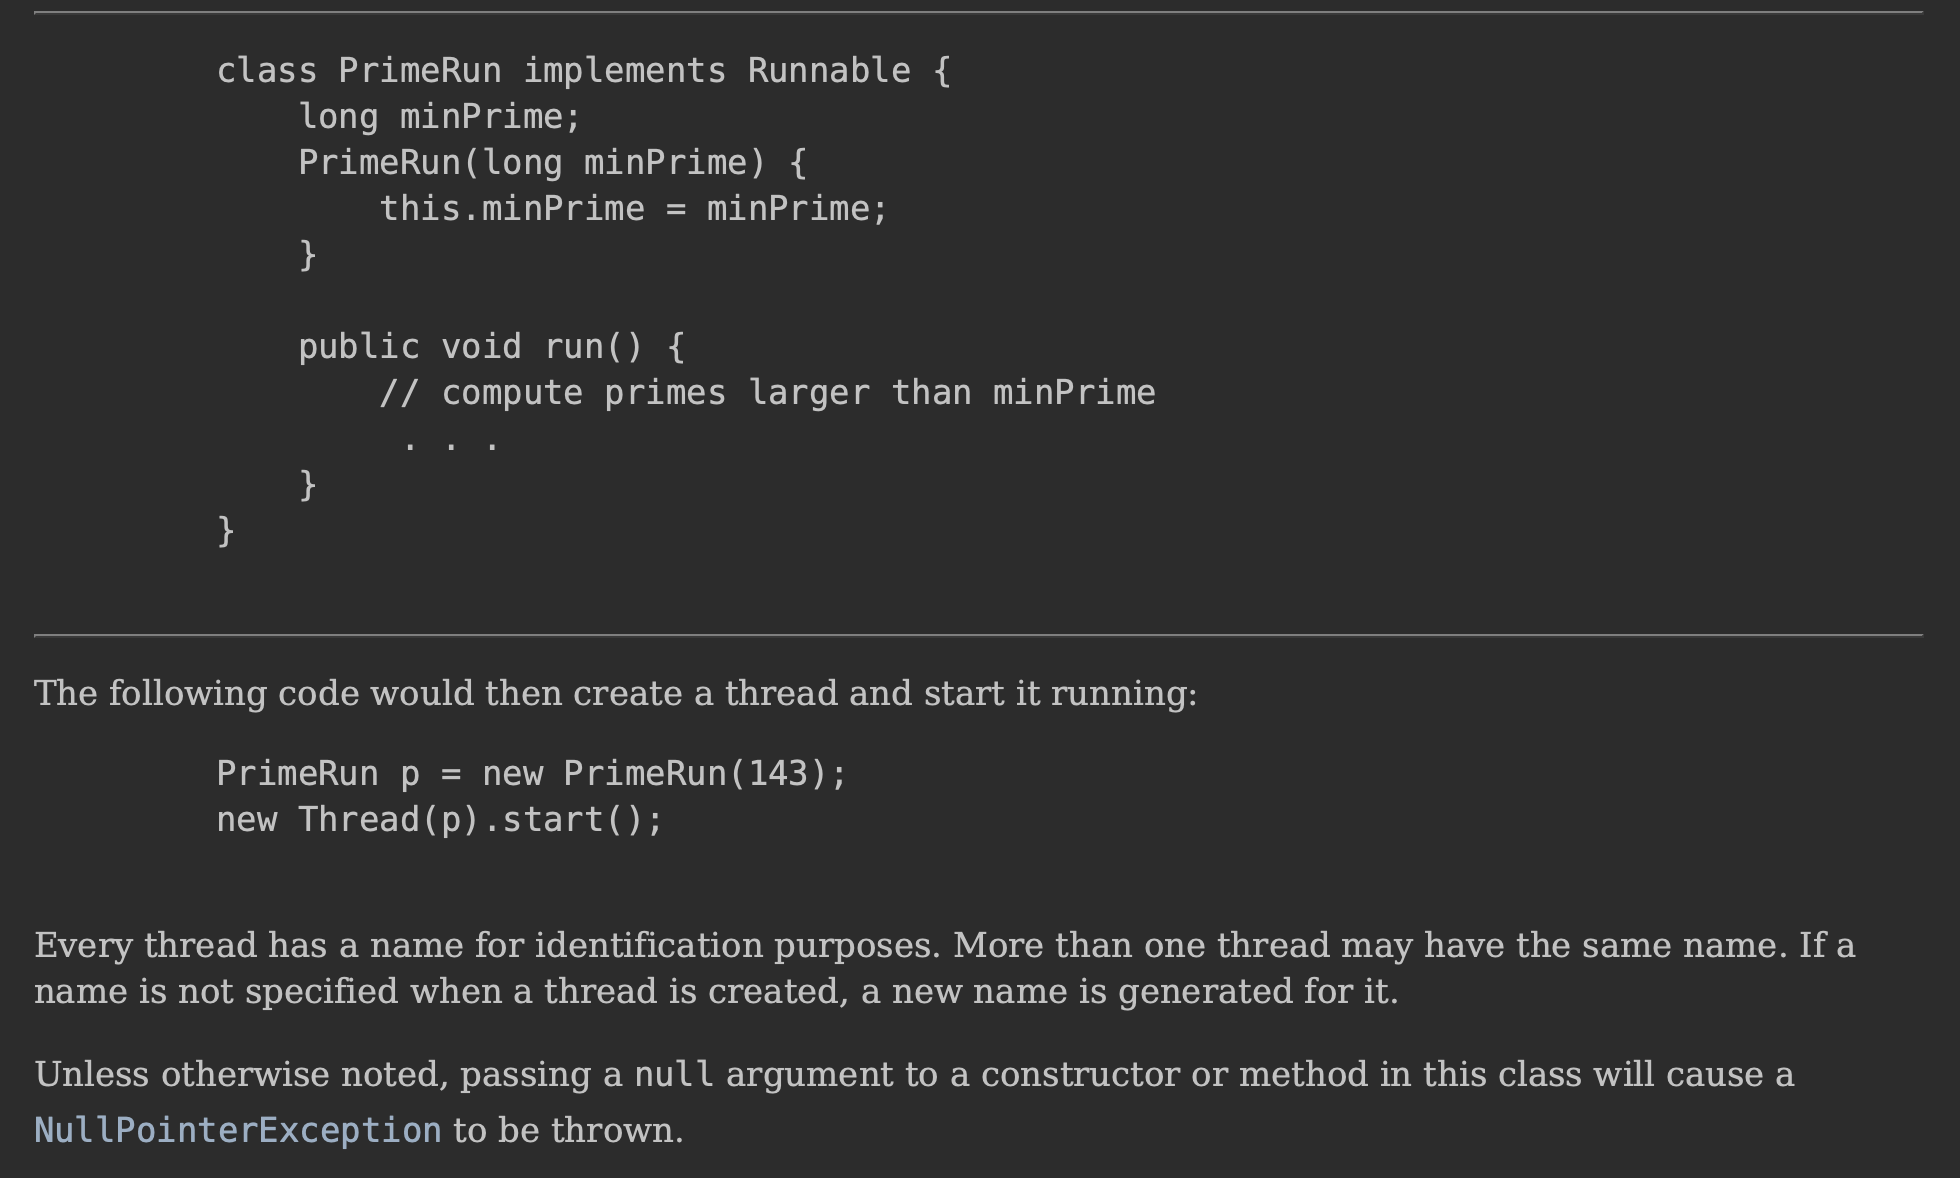 class PrimeRun implements Runnable {
    long minPrime;
    PrimeRun(long minPrime) {
        this.minPrime = minPrime;
    }

    public void run() {
        // compute primes larger than minPrime
         . . .
    }
}
The following code would then create a thread and start it running:
PrimeRun p = new PrimeRun(143);
new Thread(p).start();
Every thread has a name for identification purposes. More than one thread may have the same name. If a
name is not specified when a thread is created, a new name is generated for it.
Unless otherwise noted, passing a null argument to a constructor or method in this class will cause a
NullPointerException to be thrown.